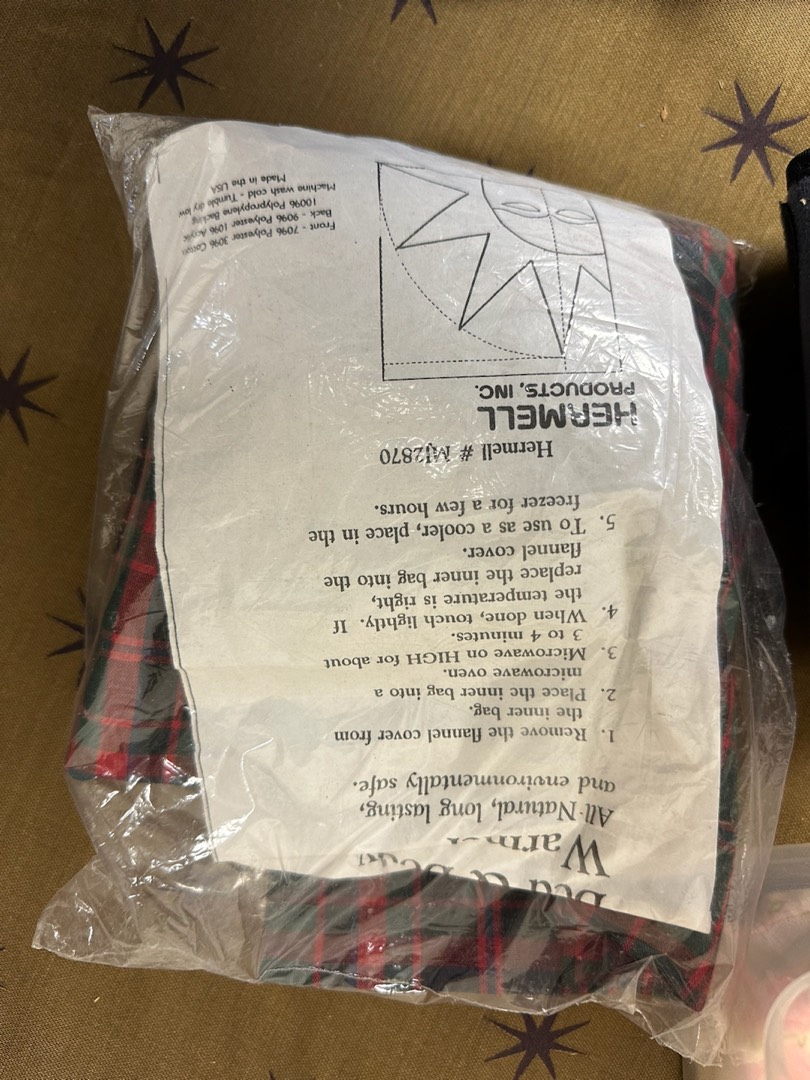 Bed & Body
Warmer
All-Natural, long lasting,
and environmentally safe.
1. Remove the flannel cover from
the inner bag.
2. Place the inner bag into a
microwave oven.
3. Microwave on HIGH for about
3 to 4 minutes.
4. When done, touch lightly. If
the temperature is right,
replace the inner bag into the
flannel cover.
5. To use as a cooler, place in the
freezer for a few hours.
Hermell # MJ2870
HERMELL
PRODUCTS, INC.
Front - 70% Polyester 30% Cotton
Back - 90% Polyester 10% Acrylic
100% Polypropylene Backing
Machine wash cold - Tumble dry low
Made in the USA